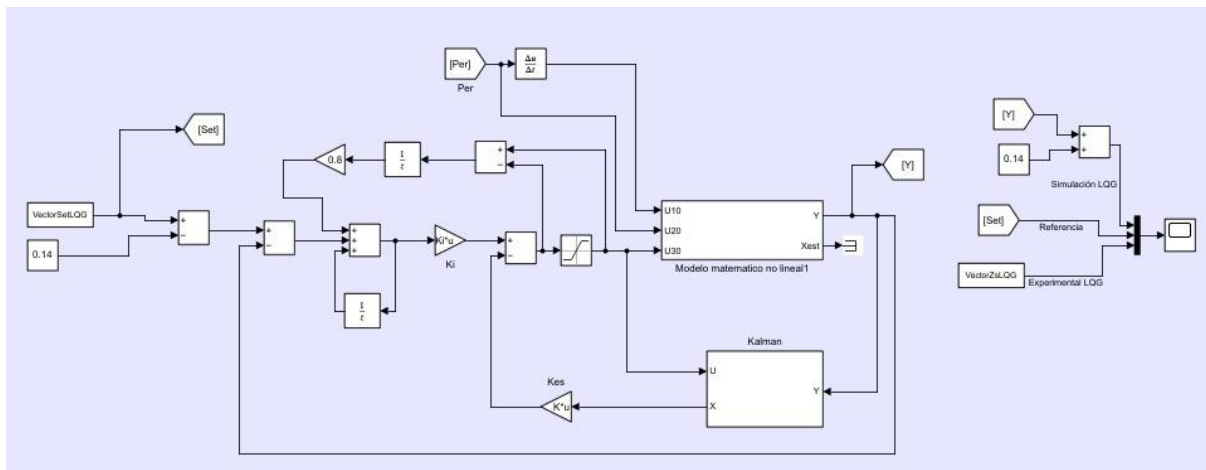 [Per]
Per
Δu
Δt
[Set]
0.8
1
z
+
−
[Y]
[Y]
0.14
+
+
Simulación LQG
VectorSetLQG
0.14
+
−
+
−
+
+
+
Ki*u
Ki
+
−
U10
U20
U30
Y
Xest
Modelo matematico no lineal1
[Set]
Referencia
VectorZsLQG
Experimental LQG
1
z
Kalman
U
X
Y
Kes
K*u